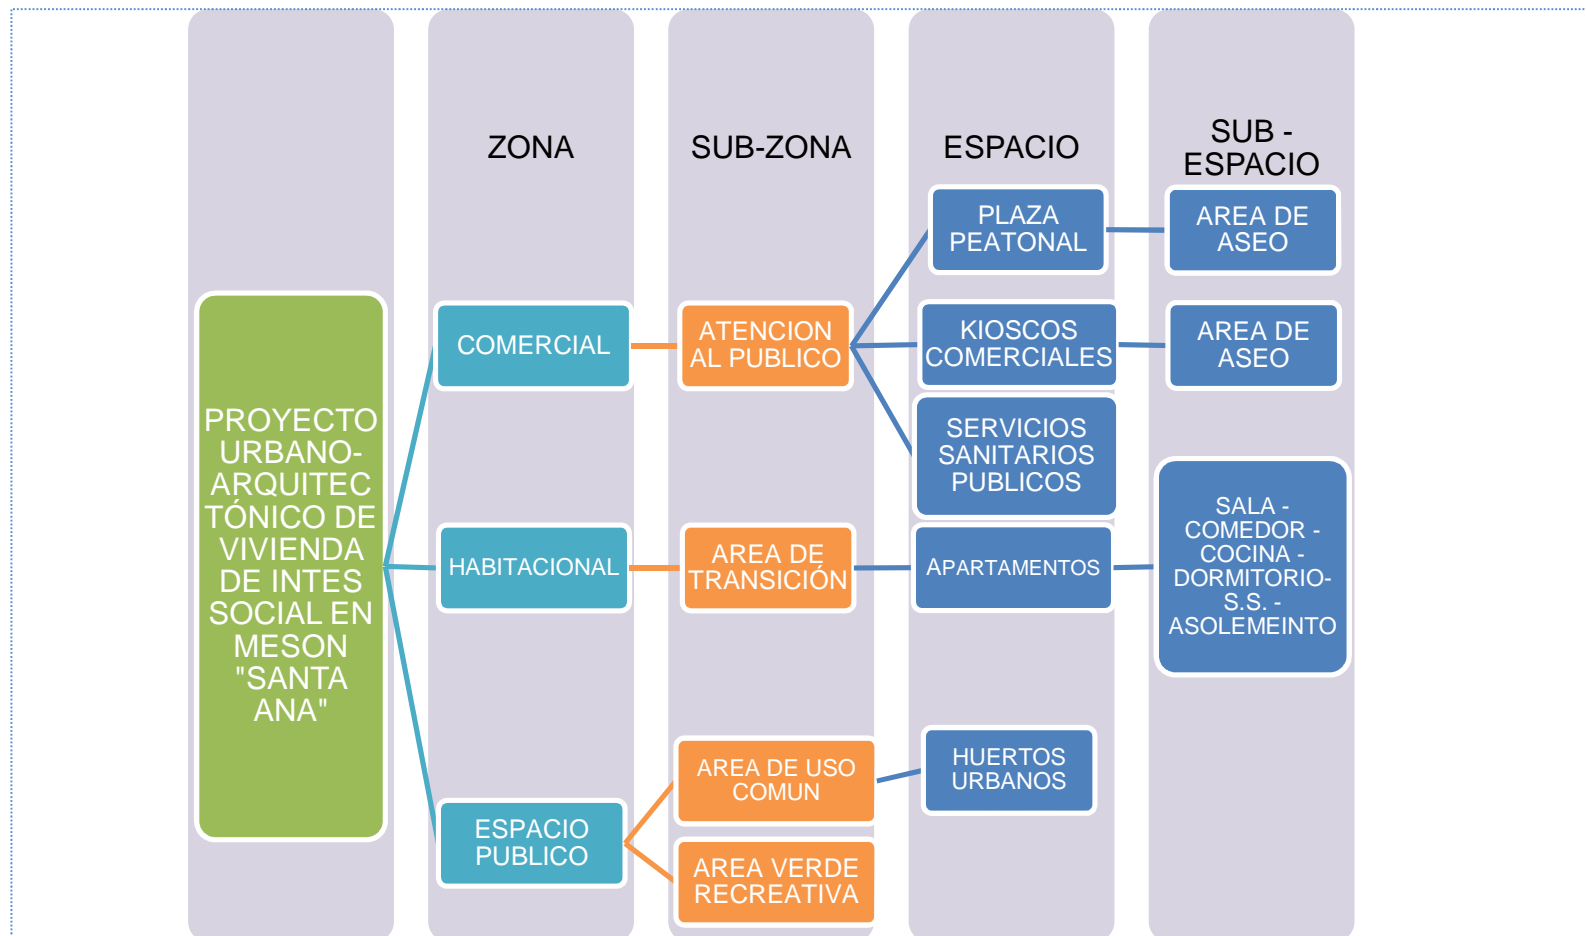 ZONA
SUB-ZONA
ESPACIO
SUB -
ESPACIO
PROYECTO
URBANO-
ARQUITEC
TÓNICO DE
VIVIENDA
DE INTES
SOCIAL EN
MESON
"SANTA
ANA"
COMERCIAL
ATENCION
AL PUBLICO
PLAZA
PEATONAL
AREA DE
ASEO
KIOSCOS
COMERCIALES
AREA DE
ASEO
SERVICIOS
SANITARIOS
PUBLICOS
HABITACIONAL
AREA DE
TRANSICIÓN
APARTAMENTOS
SALA -
COMEDOR -
COCINA -
DORMITORIO-
S.S. -
ASOLEMEINTO
ESPACIO
PUBLICO
AREA DE USO
COMUN
HUERTOS
URBANOS
AREA VERDE
RECREATIVA